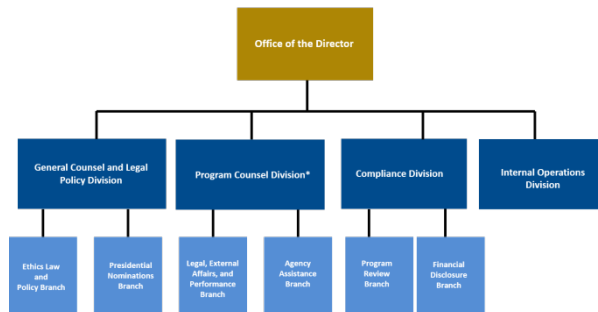 Office of the Director
General Counsel and Legal
Policy Division
Program Counsel Division*
Compliance Division
Internal Operations
Division
Ethics Law
and
Policy Branch
Presidential
Nominations
Branch
Legal, External
Affairs, and
Performance
Branch
Agency
Assistance
Branch
Program
Review
Branch
Financial
Disclosure
Branch